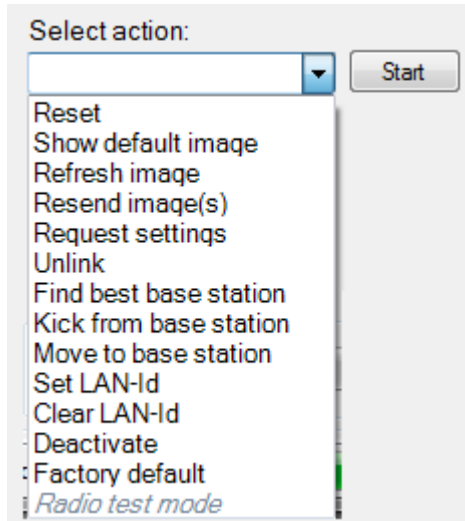 Select action:
Start
Reset
Show default image
Refresh image
Resend image(s)
Request settings
Unlink
Find best base station
Kick from base station
Move to base station
Set LAN-Id
Clear LAN-Id
Deactivate
Factory default
Radio test mode